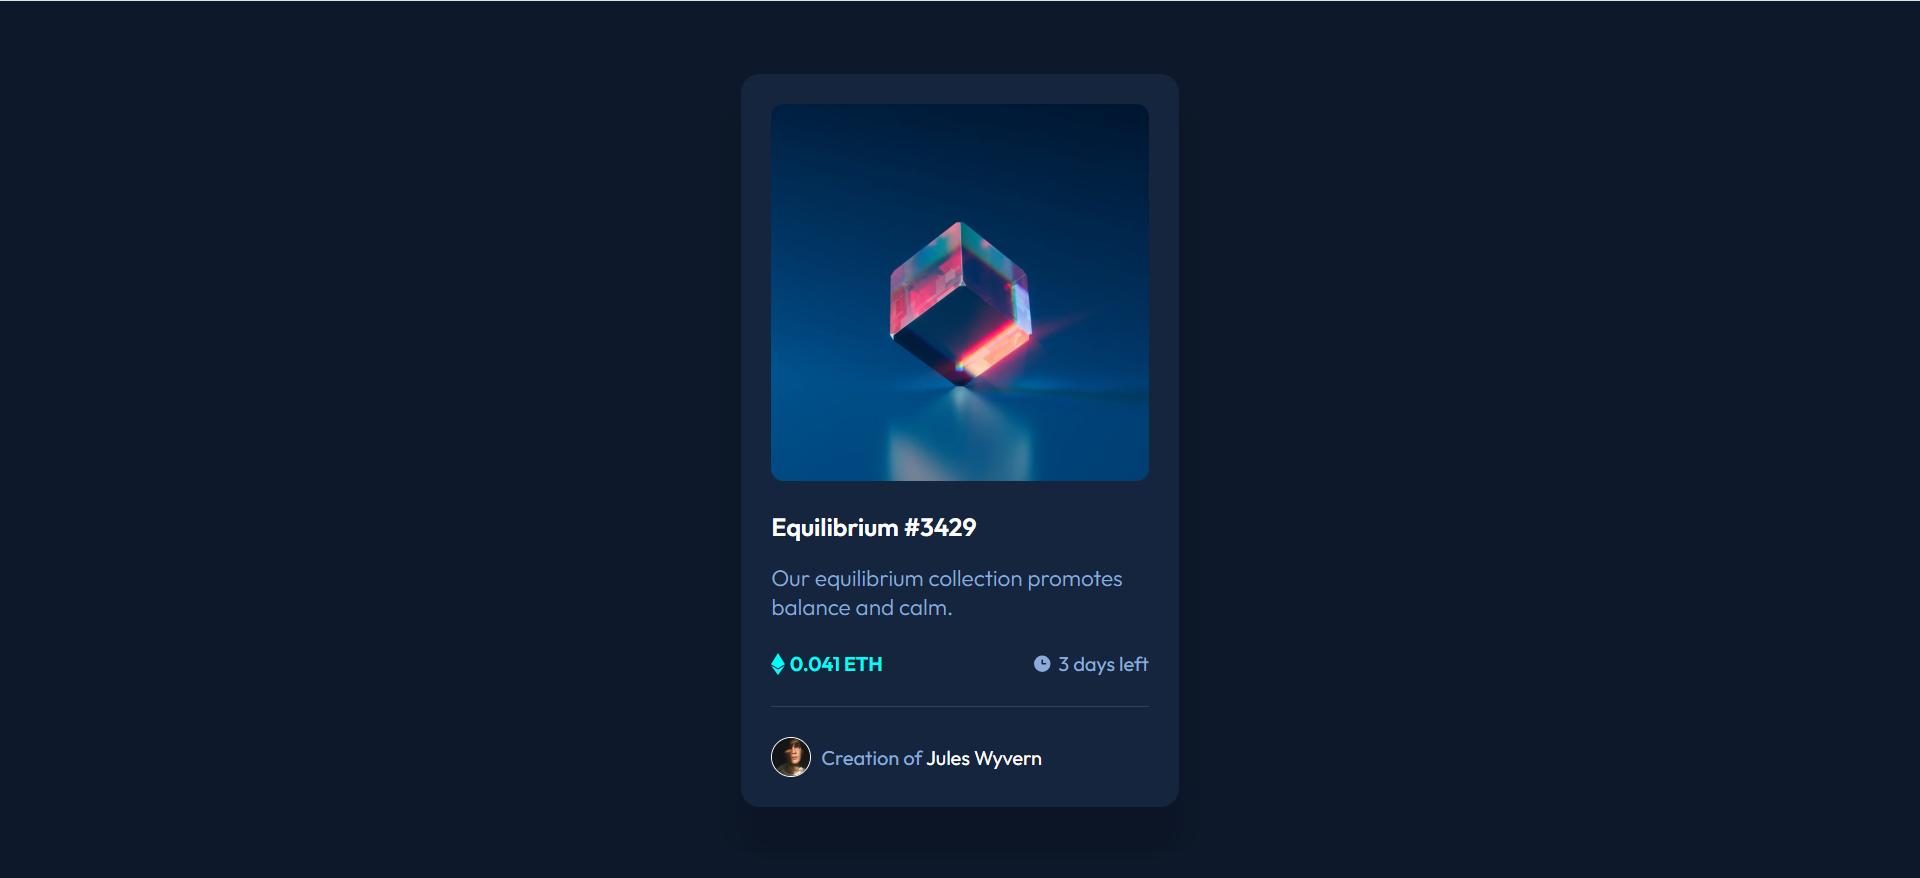 Equilibrium #3429
Our equilibrium collection promotes
balance and calm.
0.041 ETH
3 days left
Creation of Jules Wyvern